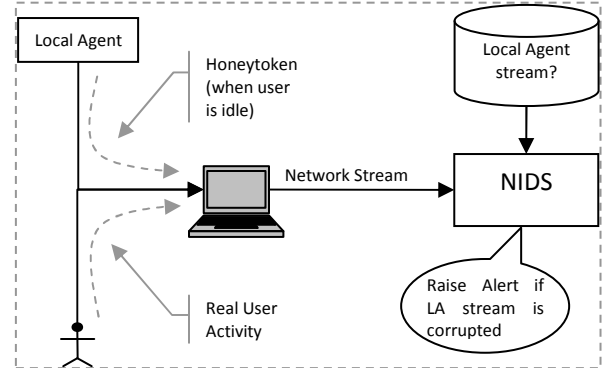 Local Agent
Honeytoken
(when user
is idle)
Local Agent
stream?
Network Stream
NIDS
Real User
Activity
Raise Alert if
LA stream is
corrupted